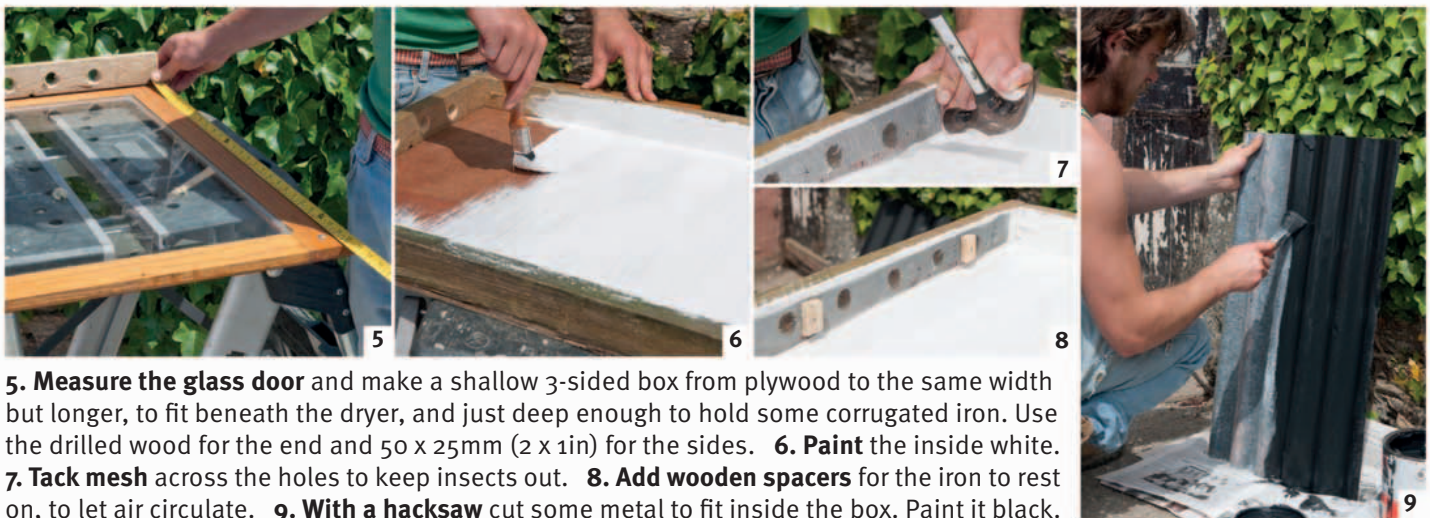 5
6
7
8
9
5. Measure the glass door and make a shallow 3-sided box from plywood to the same width
but longer, to fit beneath the dryer, and just deep enough to hold some corrugated iron. Use
the drilled wood for the end and 50 x 25mm (2 x 1in) for the sides. 6. Paint the inside white.
7. Tack mesh across the holes to keep insects out. 8. Add wooden spacers for the iron to rest
on, to let air circulate. 9. With a hacksaw cut some metal to fit inside the box. Paint it black.